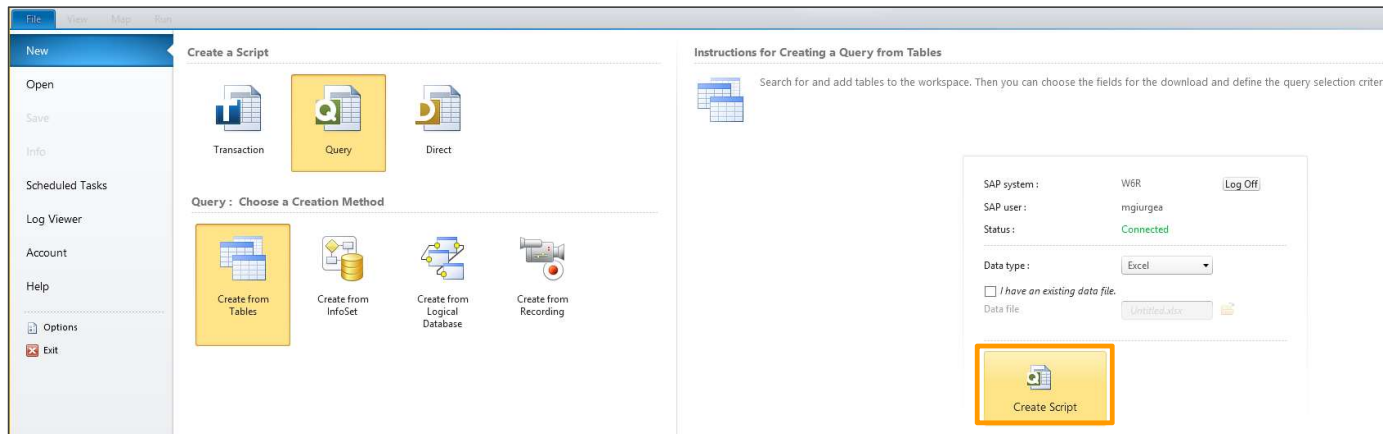 File View Map Run
New
Open
Save
Info
Scheduled Tasks
Log Viewer
Account
Help
Options
Exit
Create a Script
Transaction Query Direct
Query : Choose a Creation Method
Create from Tables
Create from InfoSet
Create from Logical Database
Create from Recording
Instructions for Creating a Query from Tables
Search for and add tables to the workspace. Then you can choose the fields for the download and define the query selection criter
SAP system : W6R Log Off
SAP user : mgiurgea
Status : Connected
Data type : Excel
I have an existing data file.
Data file Untitled.xlsx
Create Script